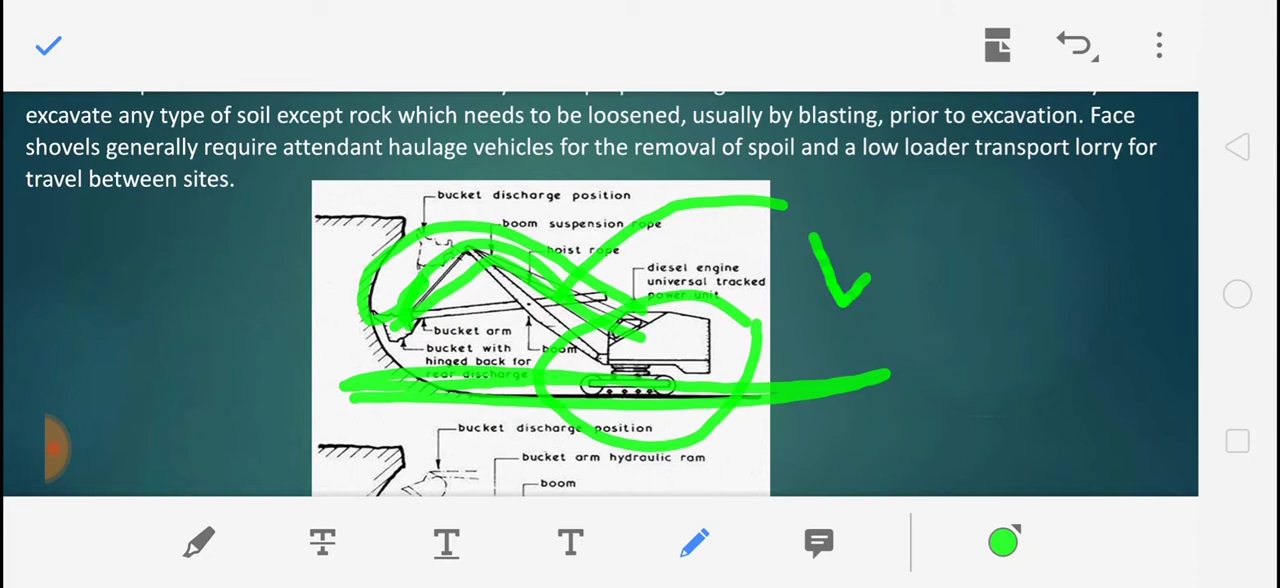 excavate any type of soil except rock which needs to be loosened, usually by blasting, prior to excavation. Face
shovels generally require attendant haulage vehicles for the removal of spoil and a low loader transport lorry for
travel between sites.
bucket discharge position
boom suspension rope
hoist rope
diesel engine
universal tracked
power unit
bucket arm
bucket with
hinged back for
rear discharge
boom
bucket discharge position
bucket arm hydraulic ram
boom
T
T
T